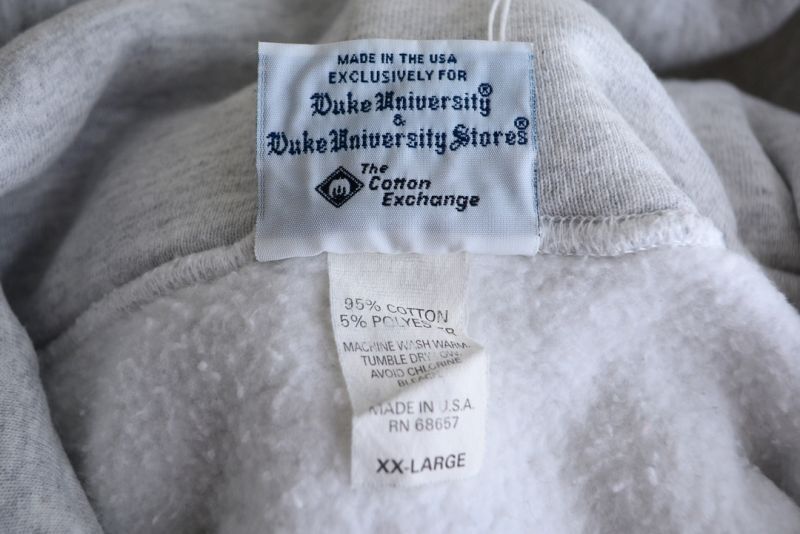 MADE IN THE USA
EXCLUSIVELY FOR
Duke University®
&
Duke University Stores®
The
Cotton
Exchange
95% COTTON
5%
MACHINE WASH WARM
TUMBLE DRY
AVOID CHLORINE
BLEACH
MADE IN U.S.A.
RN 68657
XX-LARGE